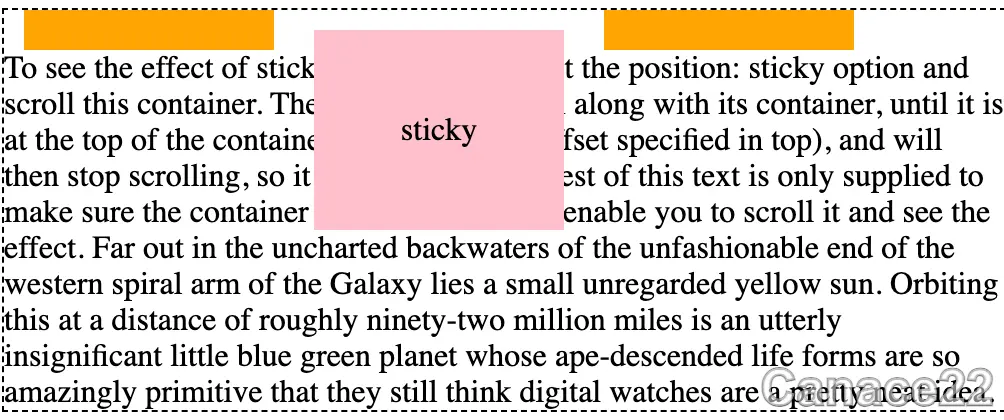 To see the effect of stick t the position: sticky option and
scroll this container. The along with its container, until it is
at the top of the containe fset specified in top), and will
sticky
then stop scrolling, so it est of this text is only supplied to
make sure the container enable you to scroll it and see the
effect. Far out in the uncharted backwaters of the unfashionable end of the
western spiral arm of the Galaxy lies a small unregarded yellow sun. Orbiting
this at a distance of roughly ninety-two million miles is an utterly
insignificant little blue green planet whose ape-descended life forms are so
amazingly primitive that they still think digital watches are a pretty neat idea.